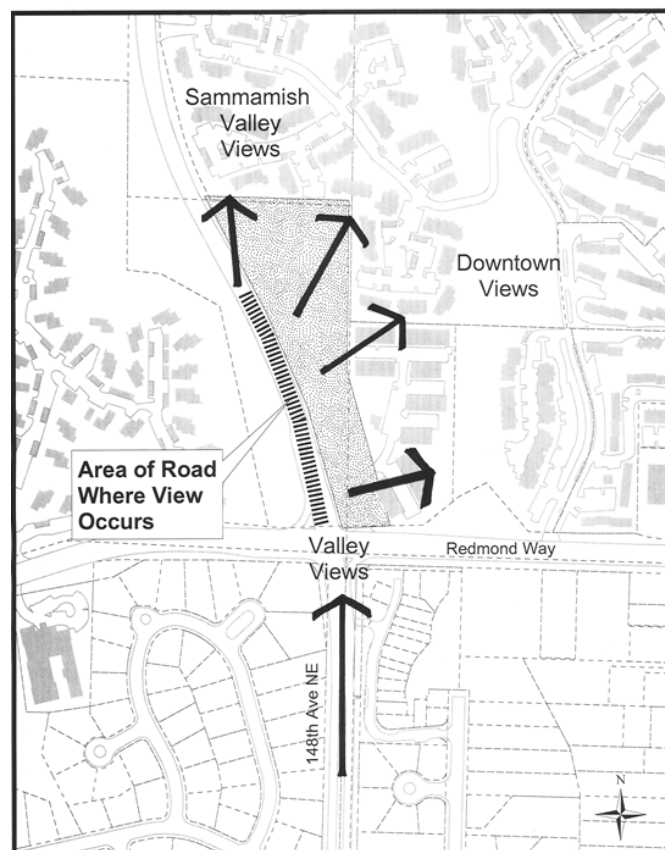 Sammamish
Valley
Views
Downtown
Views
Area of Road
Where View
Occurs
Valley
Views
Redmond Way
148th Ave NE
N